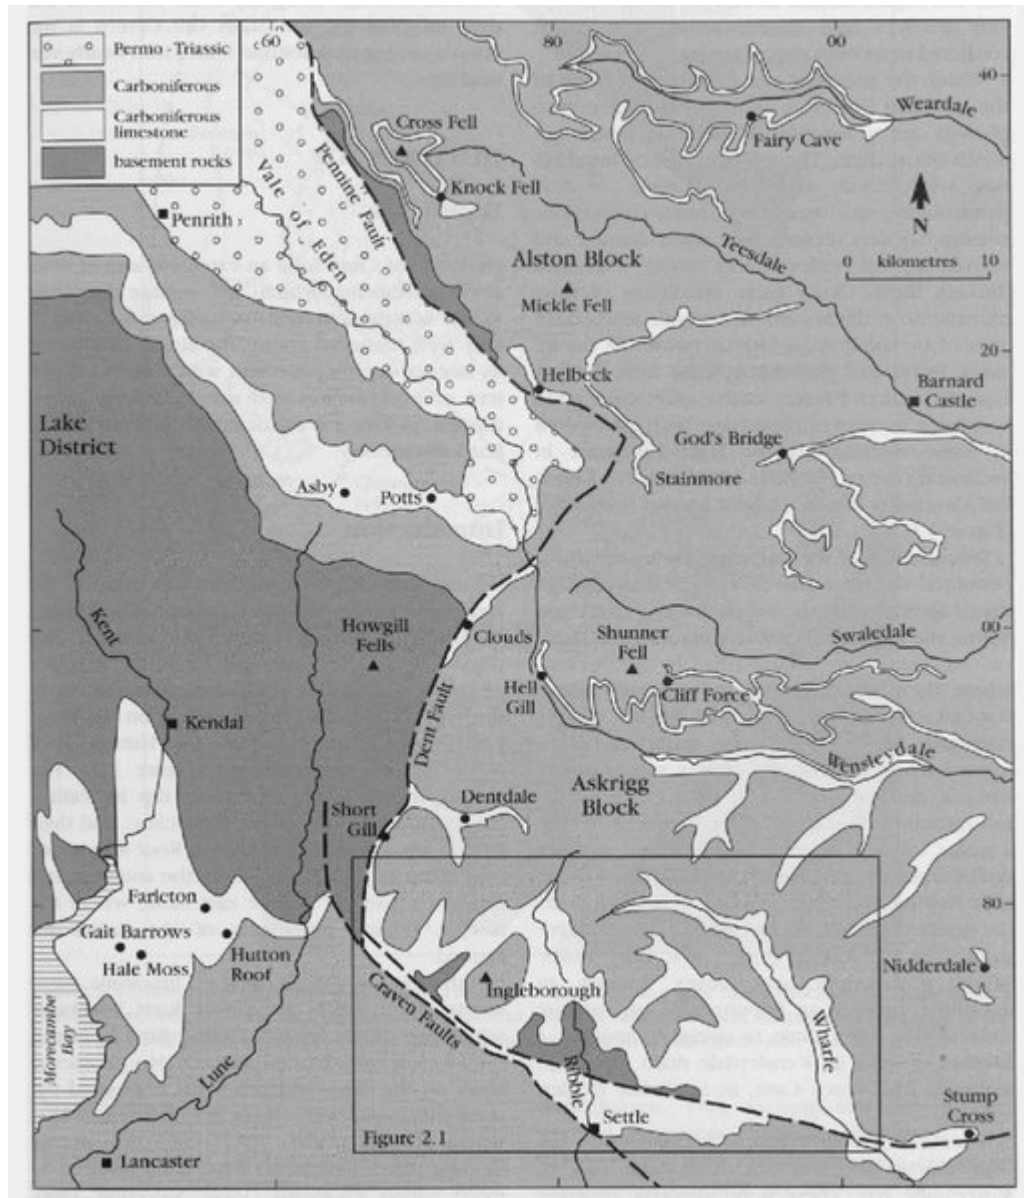 60
80
00
40
Permo - Triassic
Carboniferous
Carboniferous
limestone
basement rocks
Cross Fell
Weardale
Fairy Cave
Pennine Fault
Vale of Eden
Knock Fell
Penrith
N
Teesdale
Alston Block
0 kilometres 10
Mickle Fell
20
Helbeck
Barnard
Castle
Lake
District
God's Bridge
Stainmore
Asby
Potts
Kent
Howgill
Fells
Clouds
Shunner
Fell
00
Swaledale
Hell
Gill
Cliff Force
Kendal
Dent Fault
Wensleydale
Askrigg
Block
Short
Gill
Dentdale
Farleton
80
Gait Barrows
Hale Moss
Hutton
Roof
Nidderdale
Ingleborough
Craven Faults
Morecambe
Bay
Lune
Ribble
Wharfe
Settle
Stump
Cross
Figure 2.1
Lancaster